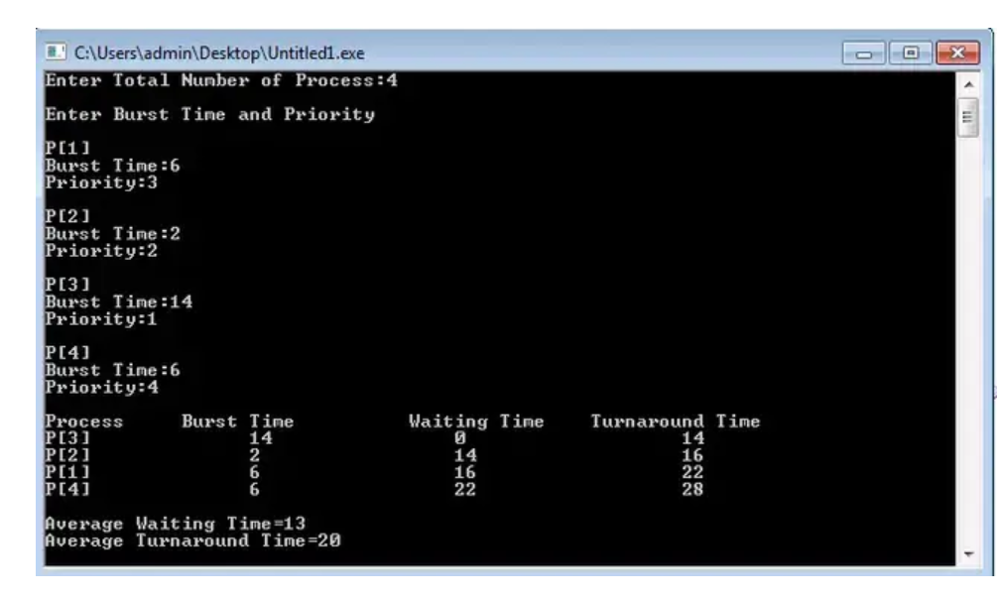 C:\Users\admin\Desktop\Untitled1.exe
Enter Total Number of Process:4
Enter Burst Time and Priority
P[1]
Burst Time:6
Priority:3
P[2]
Burst Time:2
Priority:2
P[3]
Burst Time:14
Priority:1
P[4]
Burst Time:6
Priority:4
Process Burst Time Waiting Time Turnaround Time
P[3] 14 0 14
P[2] 2 14 16
P[1] 6 16 22
P[4] 6 22 28
Average Waiting Time=13
Average Turnaround Time=20